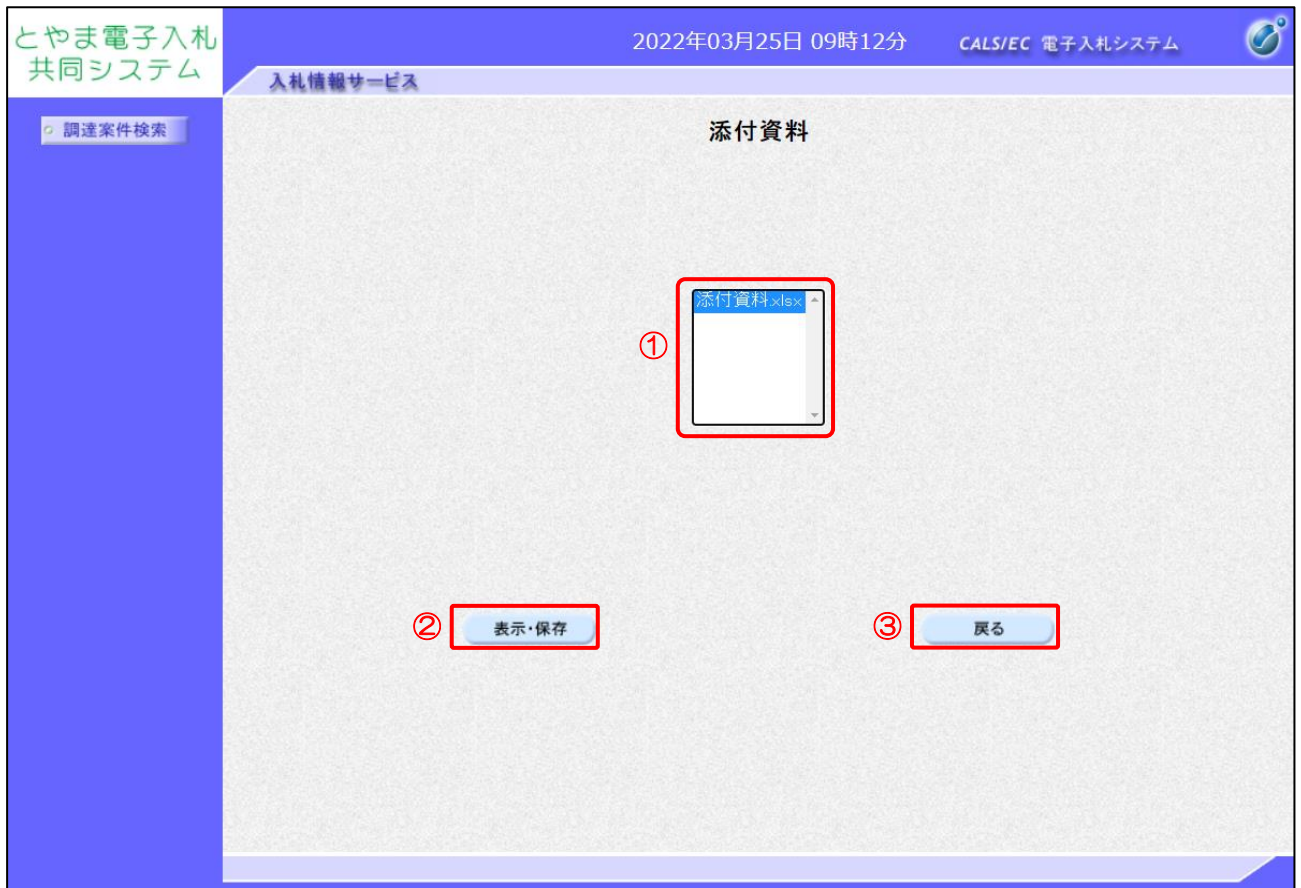 とやま電子入札
共同システム
2022年03月25日 09時12分
CALS/EC 電子入札システム
入札情報サービス
調達案件検索
添付資料
添付資料.xlsx
①
②
表示・保存
③
戻る